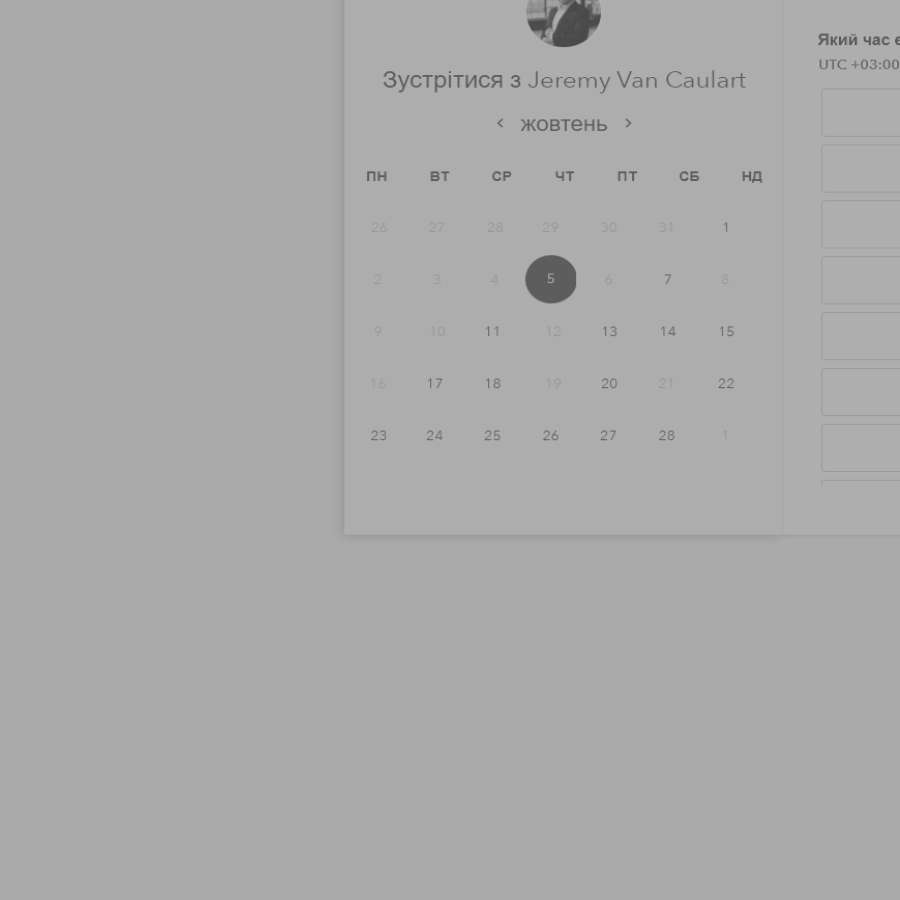 Зустрітися з Jeremy Van Caulart
жовтень
ПН ВТ СР ЧТ ПТ СБ НД
26 27 28 29 30 31 1
2 3 4 5 6 7 8
9 10 11 12 13 14 15
16 17 18 19 20 21 22
23 24 25 26 27 28 1
Який час
UTC +03:00